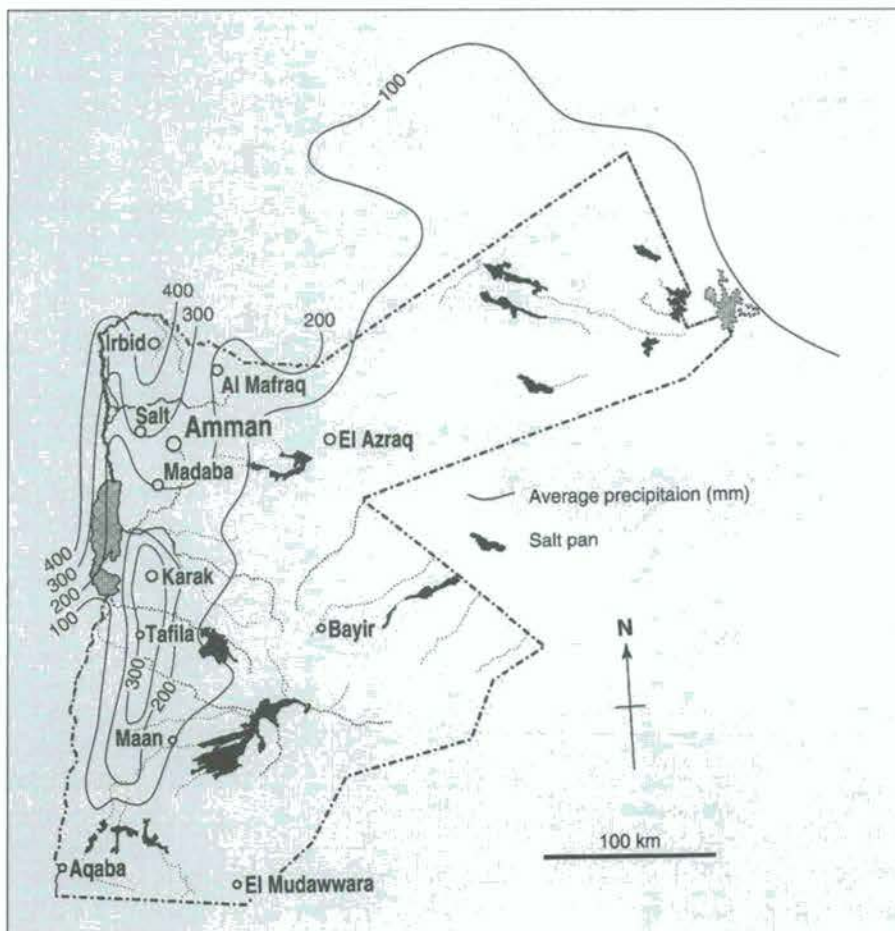 100
400
300
200
Irbid
Al Mafraq
Salt
Amman
El Azraq
Madaba
Average precipitaion (mm)
Salt pan
400
300
200
100
Karak
Tafila
Bayir
N
300
200
Maan
100 km
Aqaba
El Mudawwara